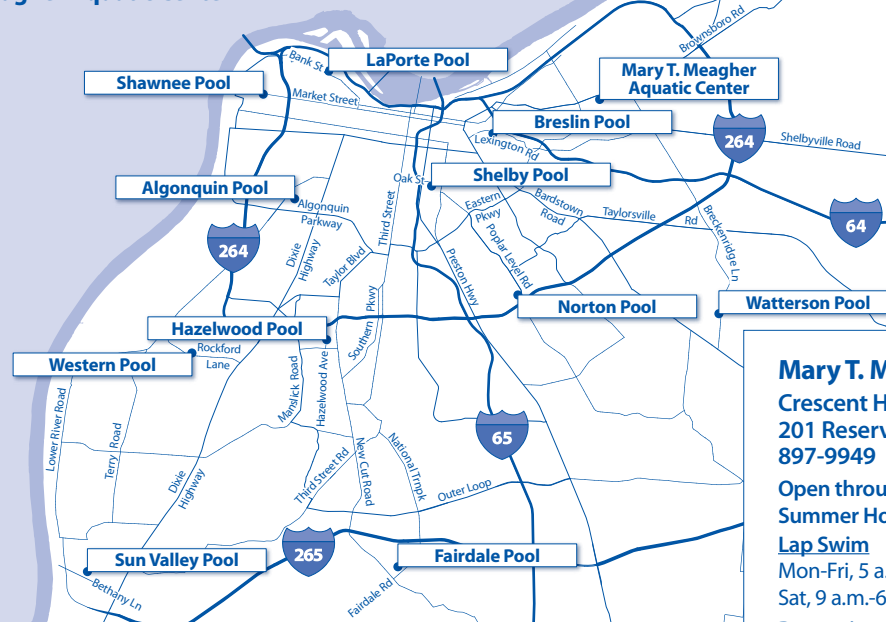 Brownsboro Rd
Bank St
LaPorte Pool
Shawnee Pool
Mary T. Meagher
Aquatic Center
Market Street
Breslin Pool
264
Shelbyville Road
Lexington Rd
Oak St
Shelby Pool
Algonquin Pool
Algonquin
Parkway
Third Street
Eastern
Pkwy
Bardstown
Road
Taylorsville Rd
Breckenridge Ln
64
264
Dixie
Highway
Taylor Blvd
Preston Hwy
Poplar Level Rd
Norton Pool
Watterson Pool
Southern Pkwy
Hazelwood Pool
Rockford
Lane
Western Pool
Manslick Road
Hazelwood Ave
Mary T. M
Crescent H
201 Reserv
897-9949
Open throu
Summer Ho
Lap Swim
Mon-Fri, 5 a.
Sat, 9 a.m.-6
Lower River Road
Terry Road
65
National Trnpk
New Cut Road
Third Street Rd
Dixie
Highway
Outer Loop
265
Sun Valley Pool
Fairdale Pool
Bethany Ln
Fairdale Rd